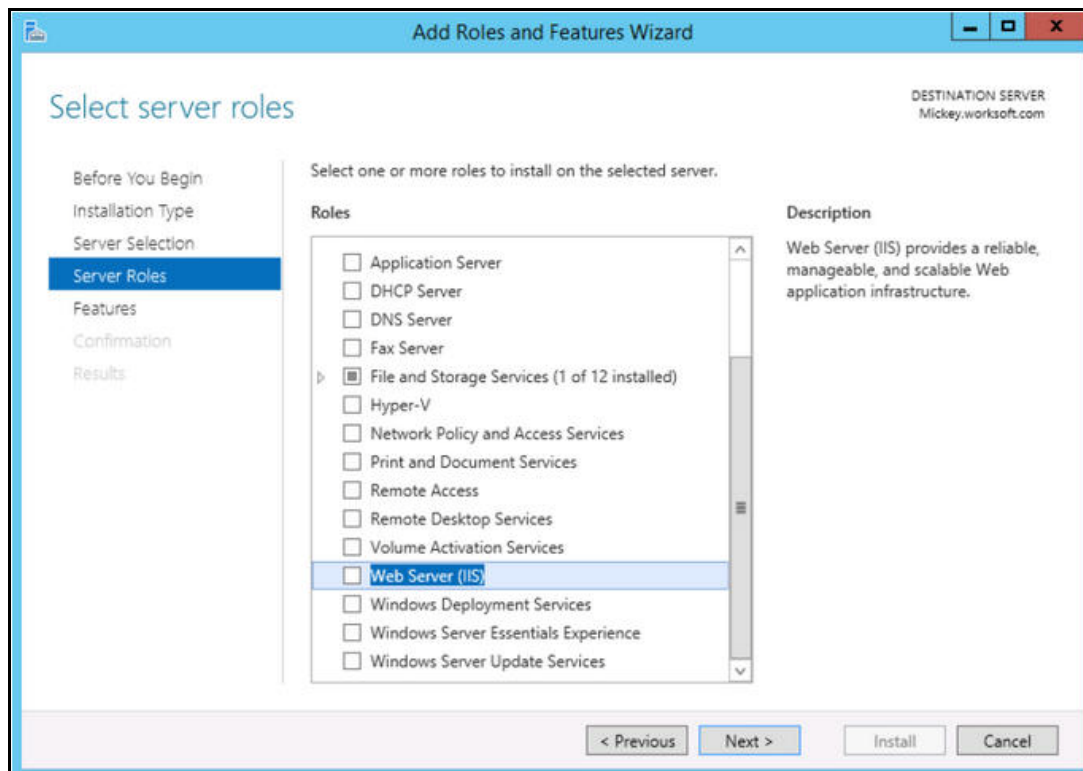 Add Roles and Features Wizard
Select server roles
DESTINATION SERVER
Mickey.worksoft.com
Before You Begin
Installation Type
Server Selection
Server Roles
Features
Confirmation
Results
Select one or more roles to install on the selected server.
Roles
Application Server
DHCP Server
DNS Server
Fax Server
File and Storage Services (1 of 12 installed)
Hyper-V
Network Policy and Access Services
Print and Document Services
Remote Access
Remote Desktop Services
Volume Activation Services
Web Server (IIS)
Windows Deployment Services
Windows Server Essentials Experience
Windows Server Update Services
Description
Web Server (IIS) provides a reliable,
manageable, and scalable Web
application infrastructure.
< Previous
Next >
Install
Cancel